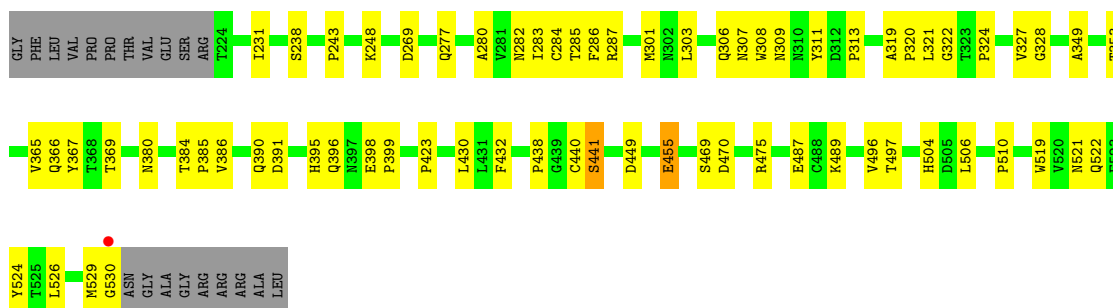 GLY PHE LEU VAL PRO PRO THR VAL GLU SER ARG T224 I231 S238 P243 K248 D269 Q277 A280 V281 N282 I283 C284 T285 F286 R287 M301 N302 L303 Q306 N307 W308 N309 N310 Y311 D312 P313 A319 P320 L321 G322 T323 P324 V327 G328 A349
V365 Q366 Y367 T368 T369 N380 T384 P385 V386 Q390 D391 H395 Q396 N397 E398 P399 P423 L430 L431 F432 P438 G439 C440 S441 D449 E455 S469 D470 R475 E487 C488 K489 V496 T497 H504 D505 L506 P510 W519 V520 N521 Q522
Y524 T525 L526 M529 G530 ASN GLY ALA GLY ARG ARG ARG ALA LEU